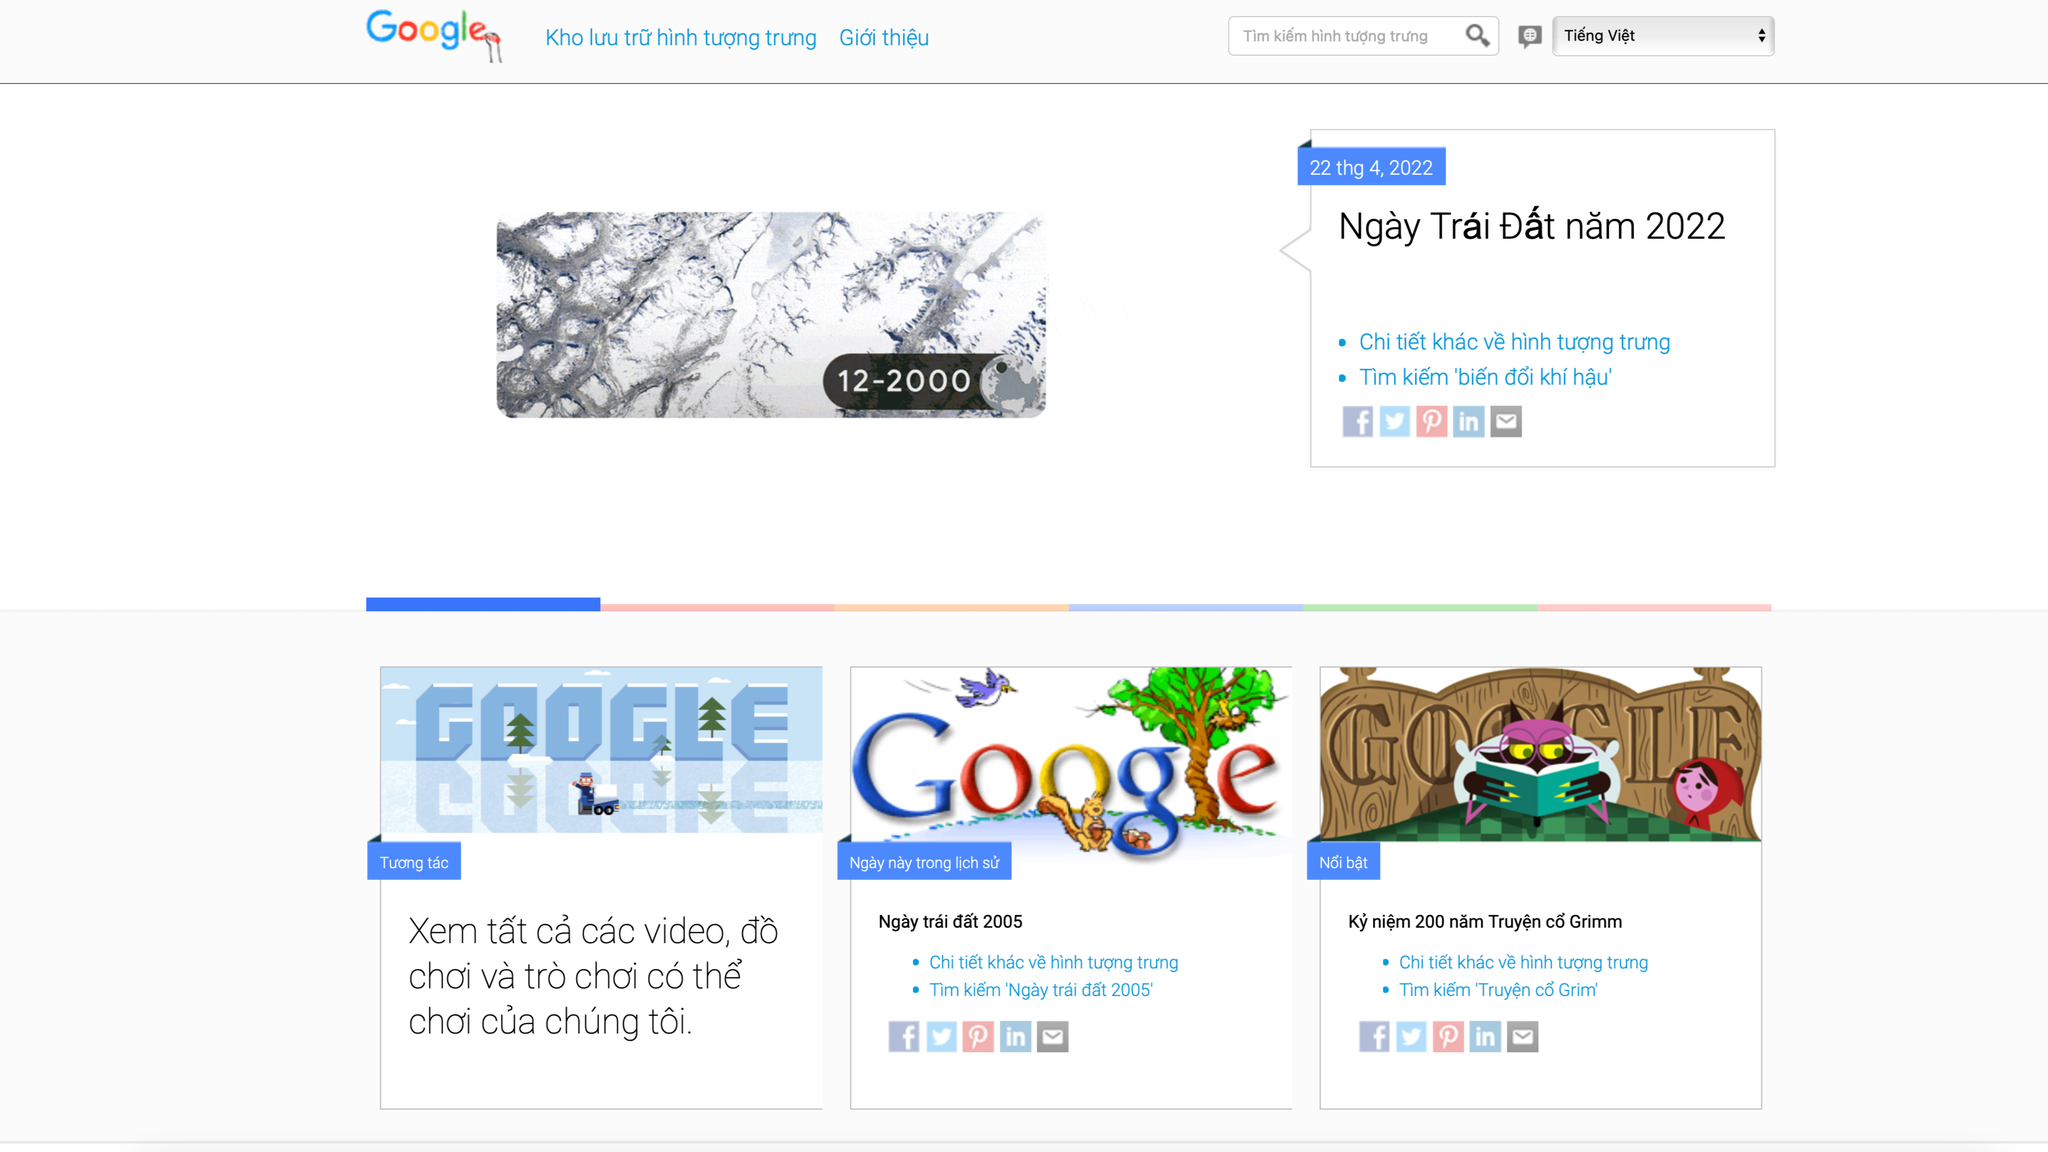 Google
Kho lưu trữ hình tượng trưng
Giới thiệu
Tìm kiếm hình tượng trưng
Tiếng Việt
22 thg 4, 2022
Ngày Trái Đất năm 2022
Chi tiết khác về hình tượng trưng
Tìm kiếm 'biến đổi khí hậu'
12-2000
GOOGLE
Tương tác
Xem tất cả các video, đồ
chơi và trò chơi có thể
chơi của chúng tôi.
Google
Ngày này trong lịch sử
Ngày trái đất 2005
Chi tiết khác về hình tượng trưng
Tìm kiếm 'Ngày trái đất 2005'
GOOGLE
Nổi bật
Kỷ niệm 200 năm Truyện cổ Grimm
Chi tiết khác về hình tượng trưng
Tìm kiếm 'Truyện cổ Grim'